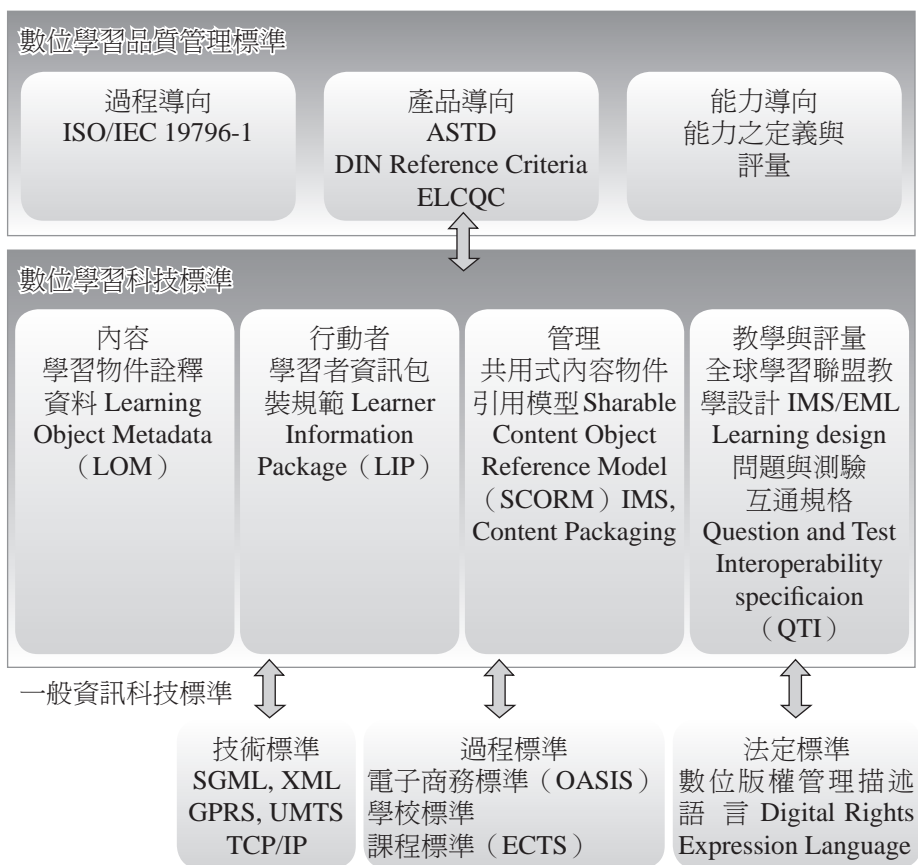 數位學習品質管理標準
過程導向
ISO/IEC 19796-1
產品導向
ASTD
DIN Reference Criteria
ELCQC
能力導向
能力之定義與
評量
數位學習科技標準
內容
學習物件詮釋
資料 Learning
Object Metadata
（LOM）
行動者
學習者資訊包
裝規範 Learner
Information
Package（LIP）
管理
共用式內容物件
引用模型 Sharable
Content Object
Reference Model
（SCORM）IMS,
Content Packaging
教學與評量
全球學習聯盟教
學設計 IMS/EML
Learning design
問題與測驗
互通規格
Question and Test
Interoperability
specificaion
（QTI）
一般資訊科技標準
技術標準
SGML, XML
GPRS, UMTS
TCP/IP
過程標準
電子商務標準（OASIS）
學校標準
課程標準（ECTS）
法定標準
數位版權管理描述
語 言 Digital Rights
Expression Language